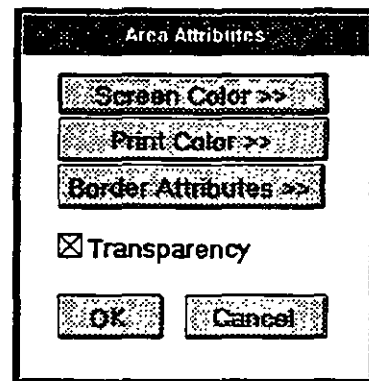 Area Attributes
Screen Color >>
Print Color >>
Border Attributes >>
Transparency
OK Cancel